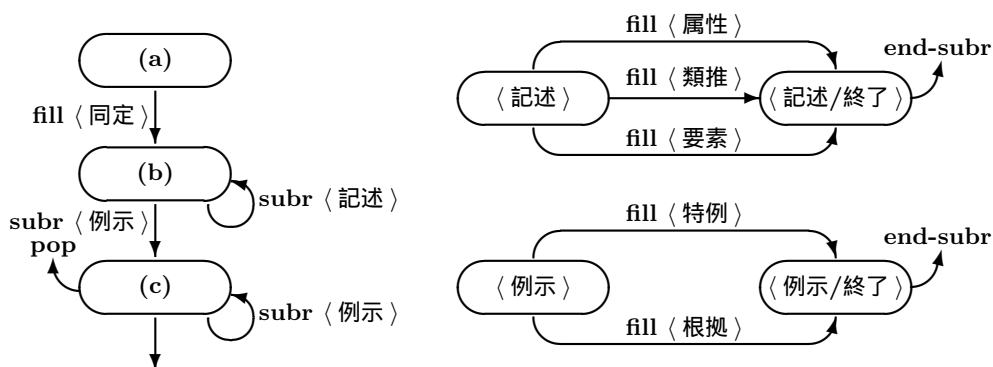 (a)
fill〈同定〉
(b)
subr〈記述〉
subr〈例示〉
pop
(c)
subr〈例示〉
fill〈属性〉
end-subr
〈記述〉
fill〈類推〉
〈記述/終了〉
fill〈要素〉
fill〈特例〉
end-subr
〈例示〉
〈例示/終了〉
fill〈根拠〉